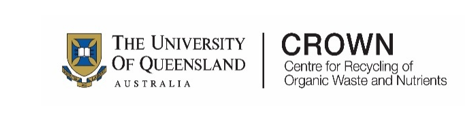 THE UNIVERSITY
OF QUEENSLAND
AUSTRALIA
CROWN
Centre for Recycling of
Organic Waste and Nutrients